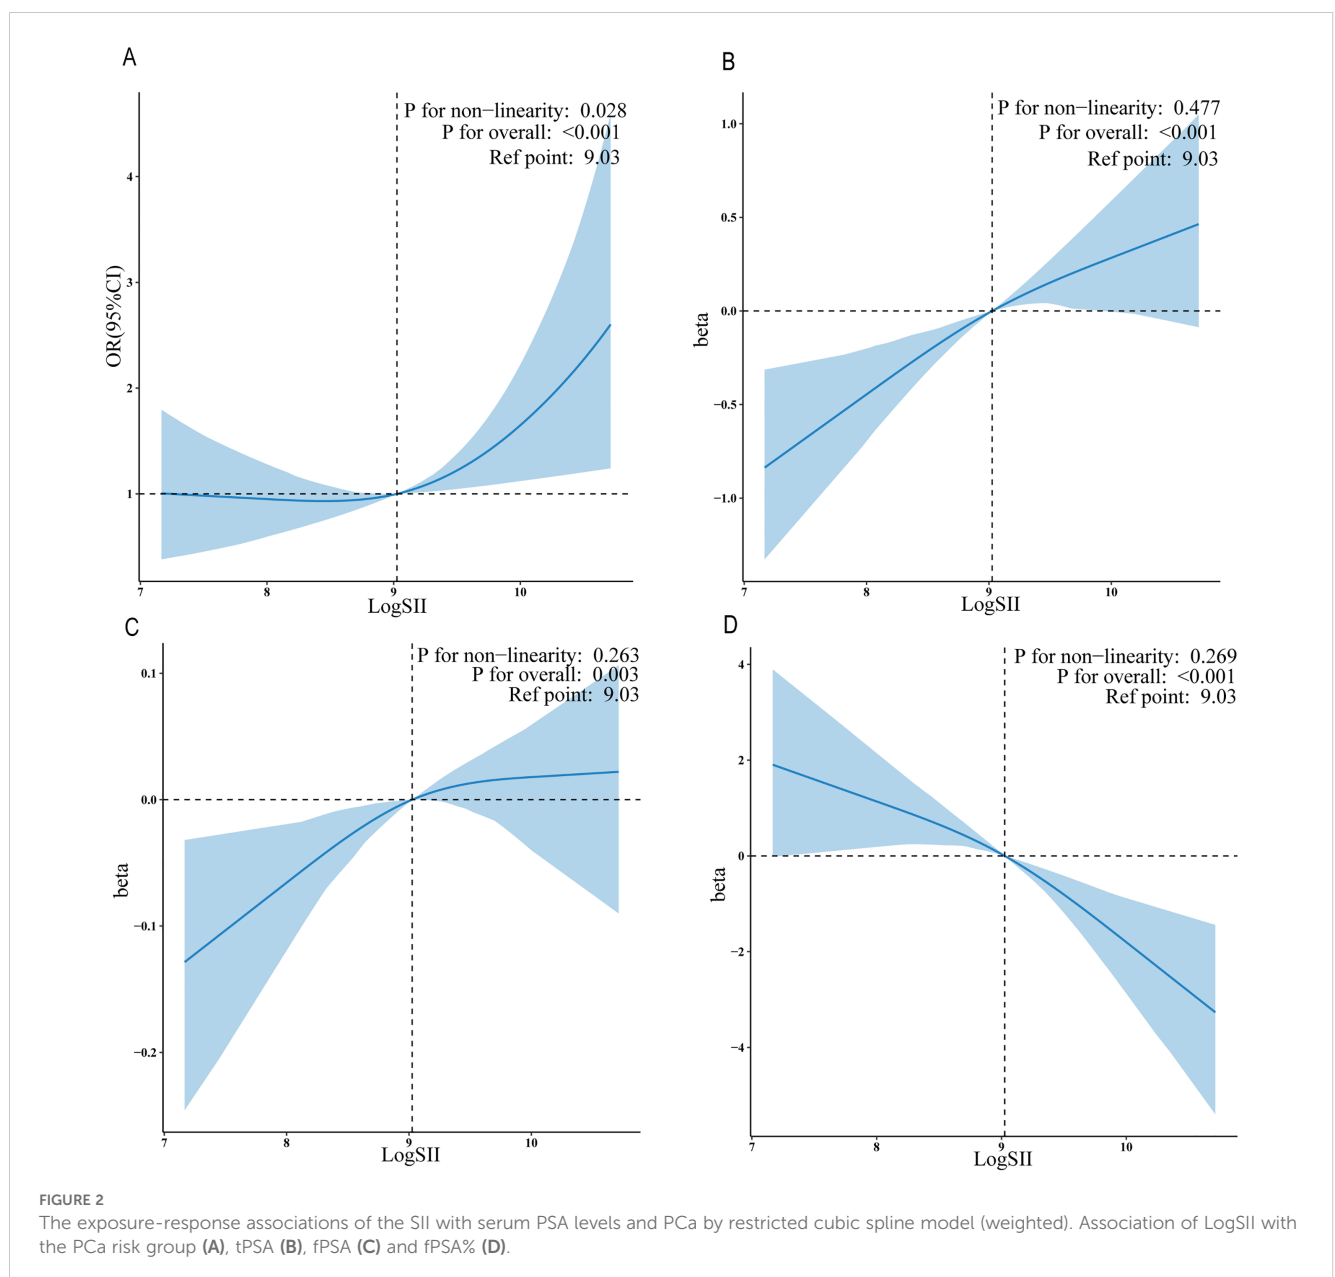 A
P for non−linearity: 0.028
P for overall: <0.001
Ref point: 9.03
4
3
2
1
OR(95%CI)
7
8
9
10
LogSII
B
P for non−linearity: 0.477
P for overall: <0.001
Ref point: 9.03
1.0
0.5
0.0
−0.5
−1.0
beta
7
8
9
10
LogSII
C
P for non−linearity: 0.263
P for overall: 0.003
Ref point: 9.03
0.1
0.0
−0.1
−0.2
beta
7
8
9
10
LogSII
D
P for non−linearity: 0.269
P for overall: <0.001
Ref point: 9.03
4
2
0
−2
−4
beta
7
8
9
10
LogSII
FIGURE 2
The exposure-response associations of the SII with serum PSA levels and PCa by restricted cubic spline model (weighted). Association of LogSII with
the PCa risk group (A), tPSA (B), fPSA (C) and fPSA% (D).